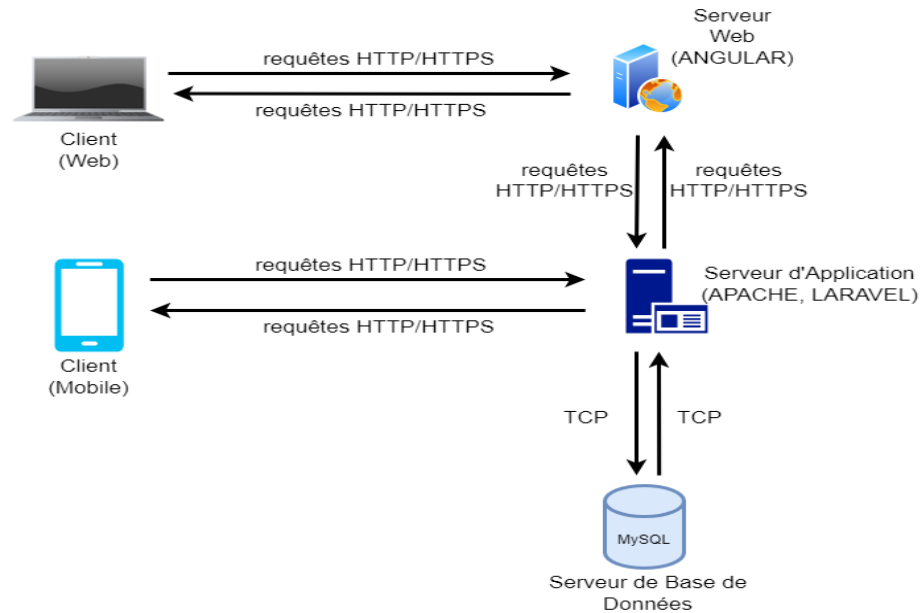 Serveur
Web
(ANGULAR)
requêtes HTTP/HTTPS
requêtes HTTP/HTTPS
Client
(Web)
requêtes
HTTP/HTTPS
requêtes
HTTP/HTTPS
requêtes HTTP/HTTPS
requêtes HTTP/HTTPS
Client
(Mobile)
Serveur d'Application
(APACHE, LARAVEL)
TCP
TCP
MySQL
Serveur de Base de
Données